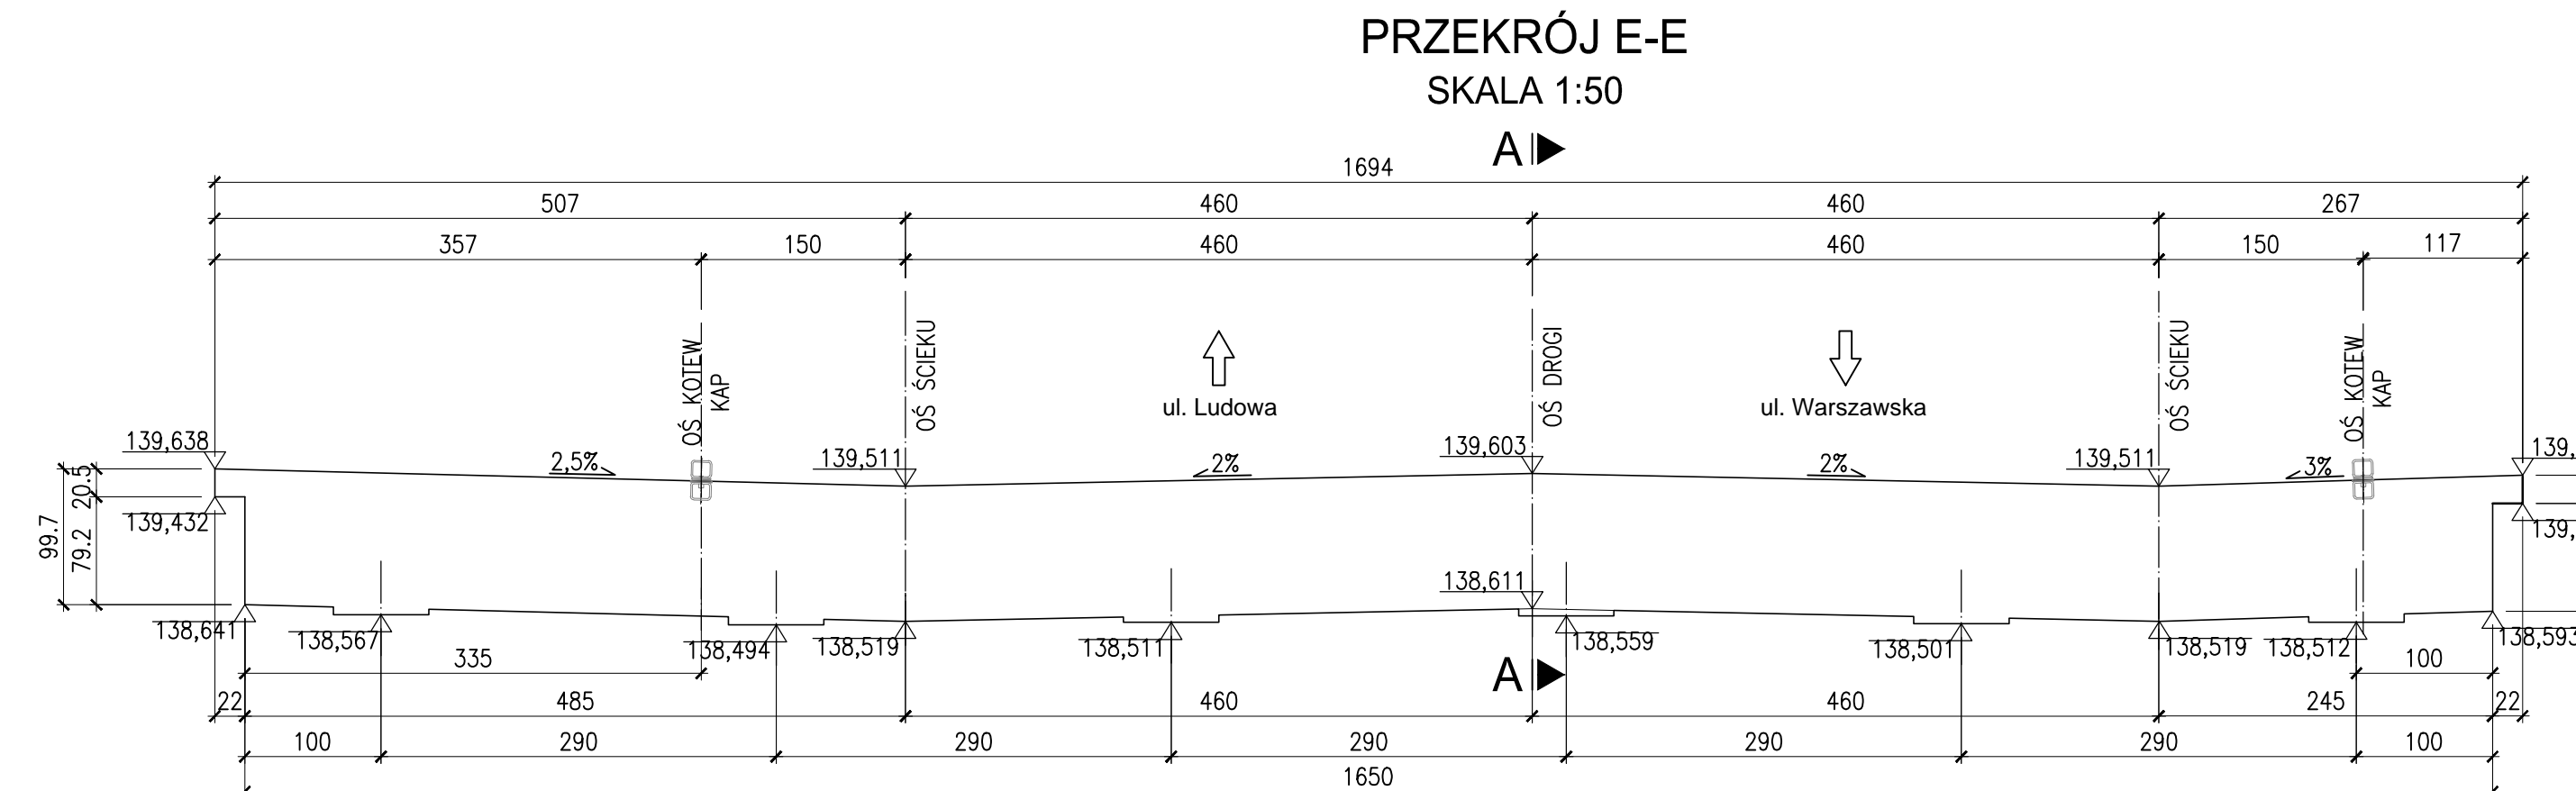 PRZEKRÓJ E-E
SKALA 1:50
A
1694
507 460 460 267
357 150 460 460 150 117
OŚ KOTEW KAP
OŚ ŚCIEKU
OŚ DROGI
OŚ ŚCIEKU
OŚ KOTEW KAP
ul. Ludowa ul. Warszawska
139,638 2,5% 139,511 2% 139,603 2% 139,511 3% 139,
99.7 79.2 20.5
139,432 139,
138,611
138,641 138,567 138,494 138,519 138,511 138,559 138,501 138,519 138,512 138,593
335 A 100
22 485 460 460 245 22
100 290 290 290 290 290 100
1650